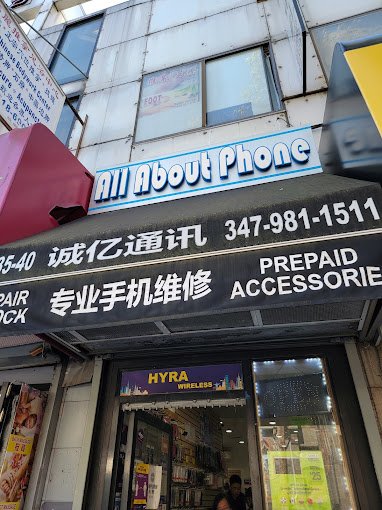 All About Phone
35-40 诚亿通讯 347-981-1511
PAIR 专业手机维修 PREPAID
OCK ACCESSORIE
HYRA
WIRELESS
FOOT